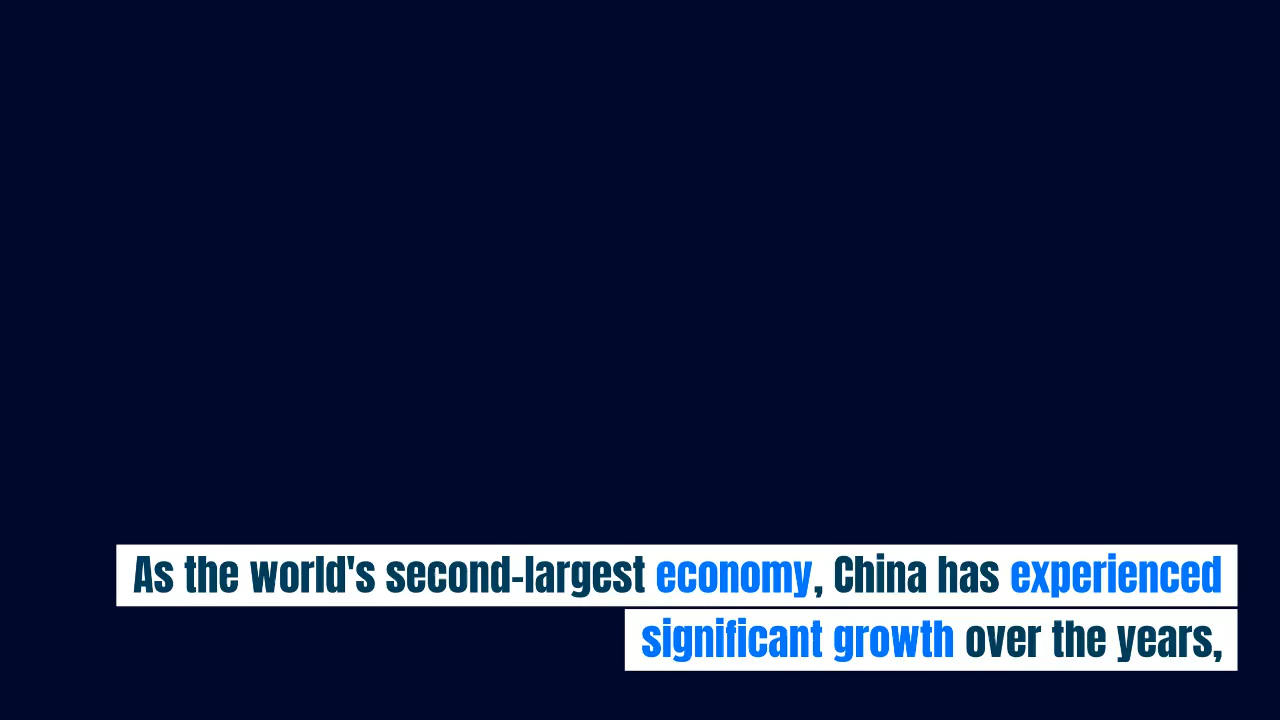 As the world's second-largest economy, China has experienced
significant growth over the years,